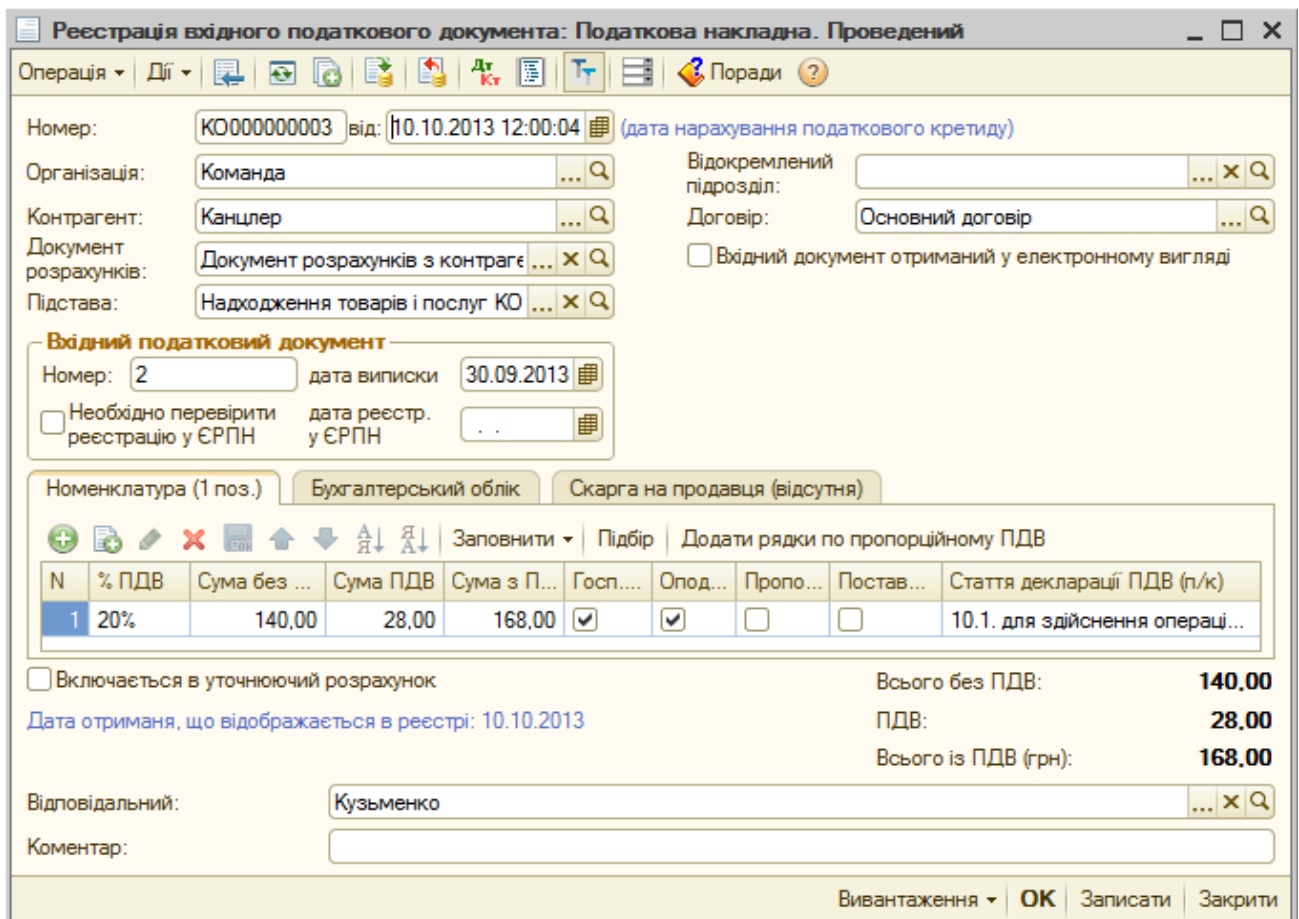 Реєстрація вхідного податкового документа: Податкова накладна. Проведений
Операція Дії Дт Кт Тт Поради ?
Номер: КО000000003 від: 10.10.2013 12:00:04 (дата нарахування податкового кретиду)
Організація: Команда ... Відокремлений підрозділ: ...
Контрагент: Канцлер ... Договір: Основний договір ...
Документ розрахунків: Документ розрахунків з контраге ... Вхідний документ отриманий у електронному вигляді
Підстава: Надходження товарів і послуг КО ...
Вхідний податковий документ
Номер: 2 дата виписки 30.09.2013
Необхідно перевірити дата реєстр. . .
реєстрацію у ЄРПН у ЄРПН
Номенклатура (1 поз.) Бухгалтерський облік Скарга на продавця (відсутня)
Заповнити Підбір Додати рядки по пропорційному ПДВ
N % ПДВ Сума без ... Сума ПДВ Сума з П... Госп.... Опод... Пропо... Постав... Стаття декларації ПДВ (п/к)
1 20% 140,00 28,00 168,00 10.1. для здійснення операці...
Включається в уточнюючий розрахунок Всього без ПДВ: 140,00
Дата отриманя, що відображається в реєстрі: 10.10.2013 ПДВ: 28,00
Всього із ПДВ (грн): 168,00
Відповідальний: Кузьменко ...
Коментар:
Вивантаження OK Записати Закрити